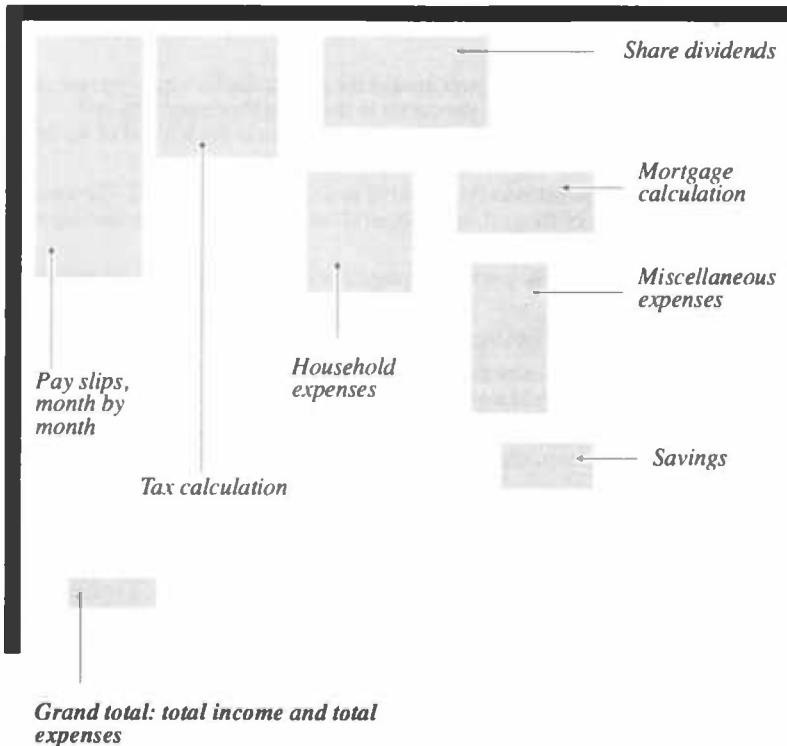 Share dividends
Mortgage
calculation
Miscellaneous
expenses
Household
expenses
Pay slips,
month by
month
Savings
Tax calculation
Grand total: total income and total
expenses